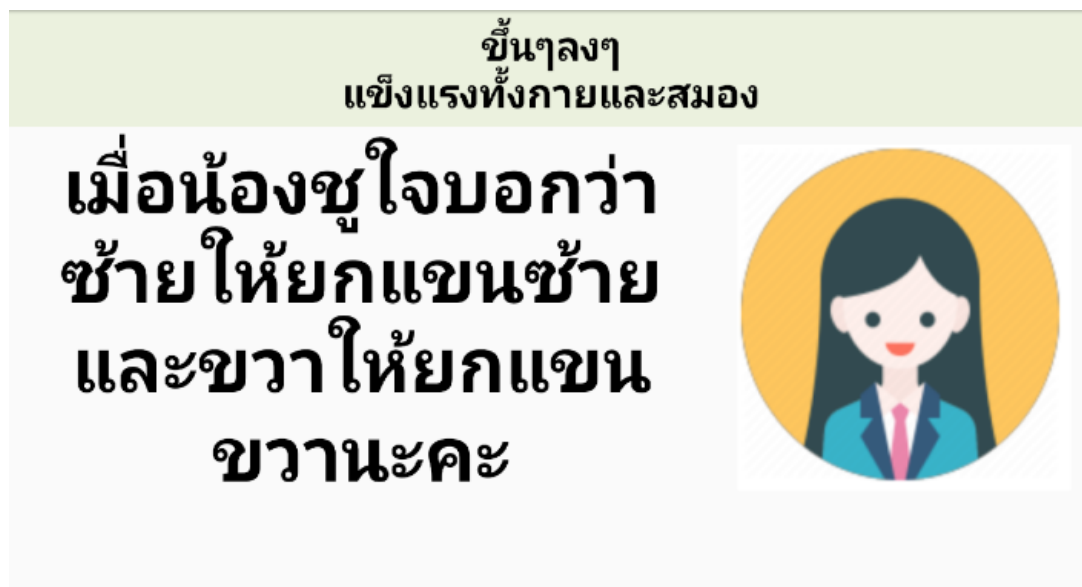 ขึ้นๆลงๆ
แข็งแรงทั้งกายและสมอง
เมื่อน้องชูใจบอกว่า
ซ้ายให้ยกแขนซ้าย
และขวาให้ยกแขน
ขวานะคะ